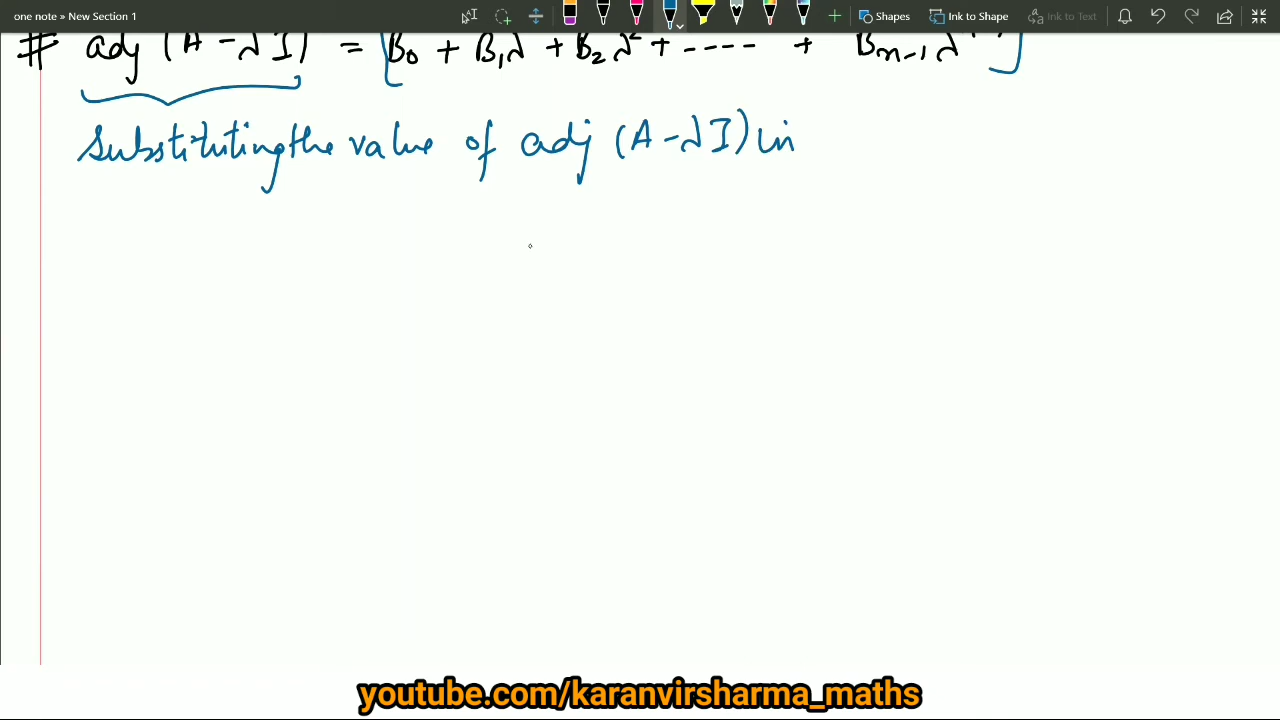 one note » New Section 1
Shapes
Ink to Shape
Ink to Text
# adj (A - λI) = [B₀ + B₁λ + B₂λ² + ---- + Bₙ₋₁λ ]
Substituting the value of adj (A - λI) in
youtube.com/karanvirsharma_maths